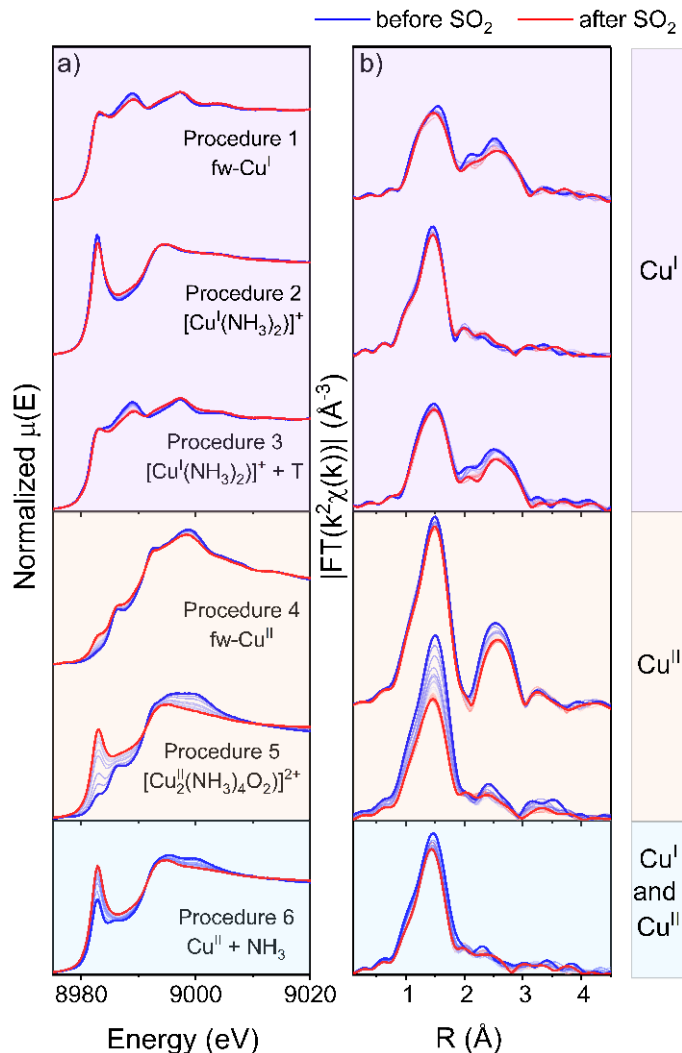 before SO₂ after SO₂
a)
b)
Procedure 1
fw-Cuᴵ
Procedure 2
[Cuᴵ(NH₃)₂)]⁺
Procedure 3
[Cuᴵ(NH₃)₂)]⁺ + T
Procedure 4
fw-Cuᴵᴵ
Procedure 5
[Cu₂ᴵᴵ(NH₃)₄O₂)]²⁺
Procedure 6
Cuᴵᴵ + NH₃
Normalized μ(E)
|FT(k²χ(k))| (Å⁻³)
Cuᴵ
Cuᴵᴵ
Cuᴵ
and
Cuᴵᴵ
8980 9000 9020
1 2 3 4
Energy (eV)
R (Å)